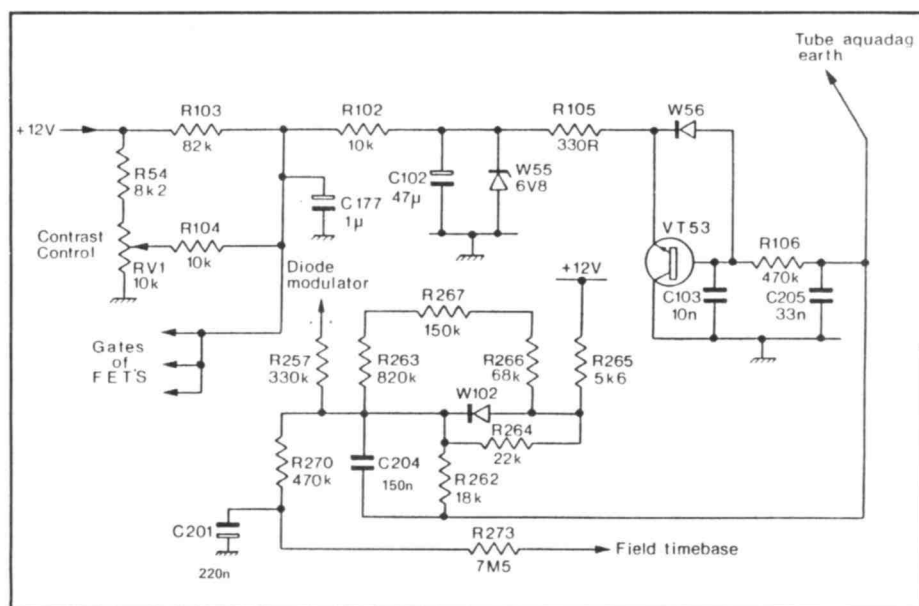 Tube aquadag
earth
+12V
R103
82k
R102
10k
R105
330R
W56
R54
8k2
C102
47µ
W55
6V8
C177
1µ
VT53
Contrast
Control
R104
10k
RV1
10k
R106
470k
Diode
modulator
+12V
C103
10n
C205
33n
R267
150k
Gates
of
FET'S
R257
330k
R263
820k
R266
68k
R265
5k6
W102
R264
22k
R270
470k
C204
150n
R262
18k
C201
220n
R273
7M5
Field timebase